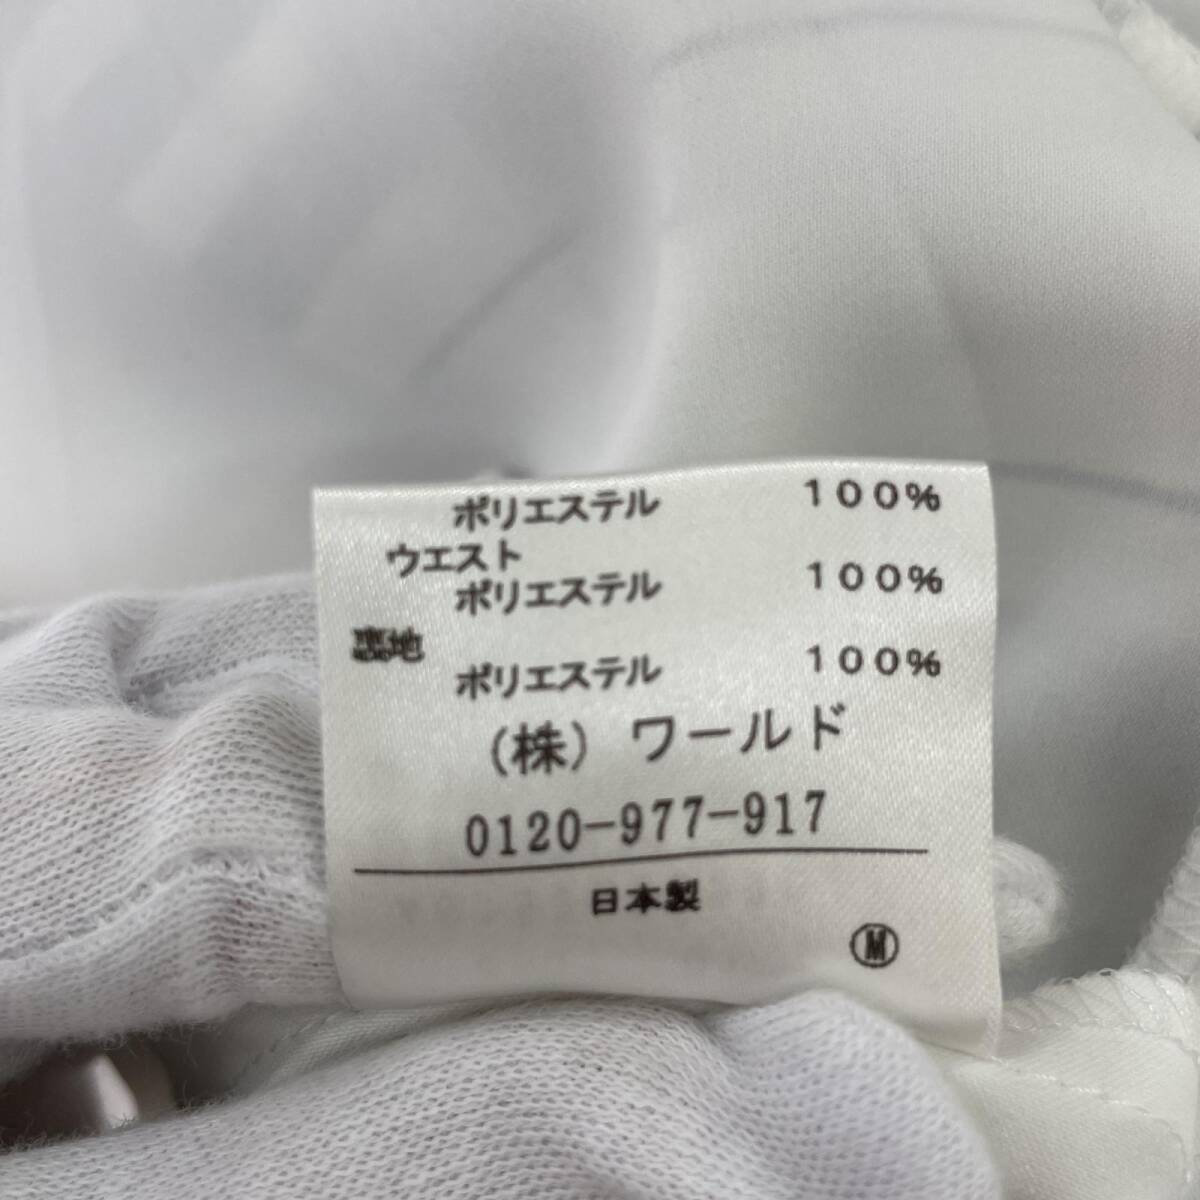 ポリエステル　１００％
ウエスト
ポリエステル　１００％
裏地
ポリエステル　１００％
（株）ワールド
0120-977-917
日本製
Ⓜ